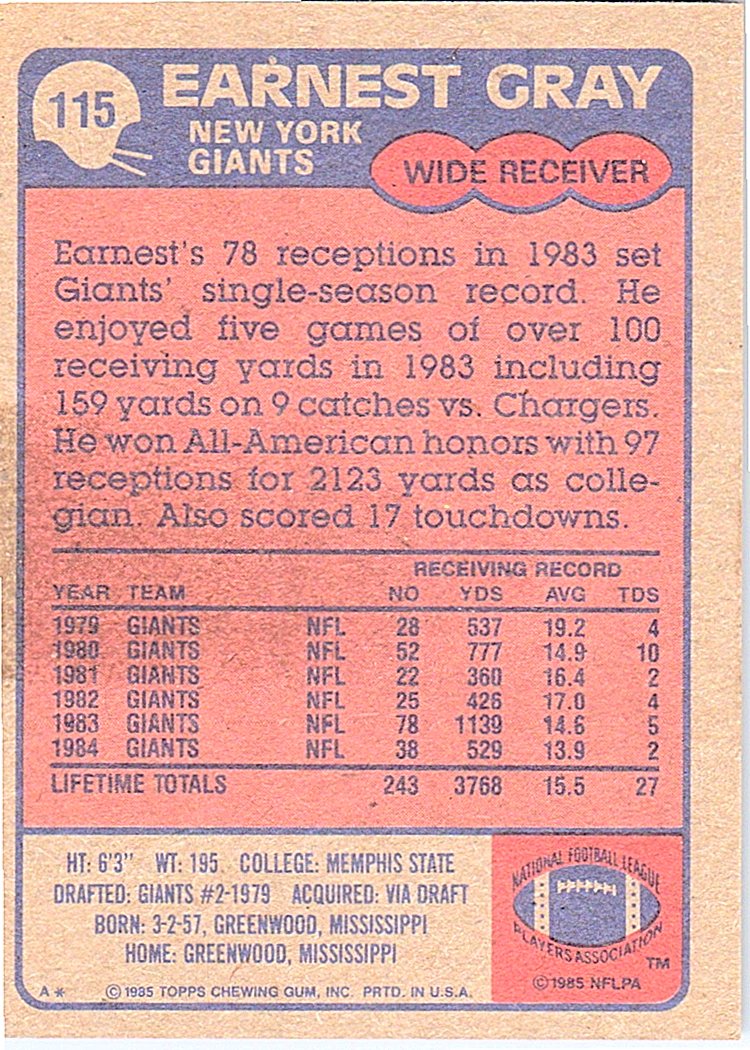 115
EARNEST GRAY
NEW YORK
GIANTS
WIDE RECEIVER
Earnest's 78 receptions in 1983 set
Giants' single-season record. He
enjoyed five games of over 100
receiving yards in 1983 including
159 yards on 9 catches vs. Chargers.
He won All-American honors with 97
receptions for 2123 yards as colle-
gian. Also scored 17 touchdowns.
RECEIVING RECORD
YEAR TEAM NO YDS AVG TDS
1979 GIANTS NFL 28 537 19.2 4
1980 GIANTS NFL 52 777 14.9 10
1981 GIANTS NFL 22 360 16.4 2
1982 GIANTS NFL 25 426 17.0 4
1983 GIANTS NFL 78 1139 14.6 5
1984 GIANTS NFL 38 529 13.9 2
LIFETIME TOTALS 243 3768 15.5 27
HT: 6'3" WT: 195 COLLEGE: MEMPHIS STATE
DRAFTED: GIANTS #2-1979 ACQUIRED: VIA DRAFT
BORN: 3-2-57, GREENWOOD, MISSISSIPPI
HOME: GREENWOOD, MISSISSIPPI
A* © 1985 TOPPS CHEWING GUM, INC. PRTD. IN U.S.A.
NATIONAL FOOTBALL LEAGUE
PLAYERS ASSOCIATION
TM
© 1985 NFLPA